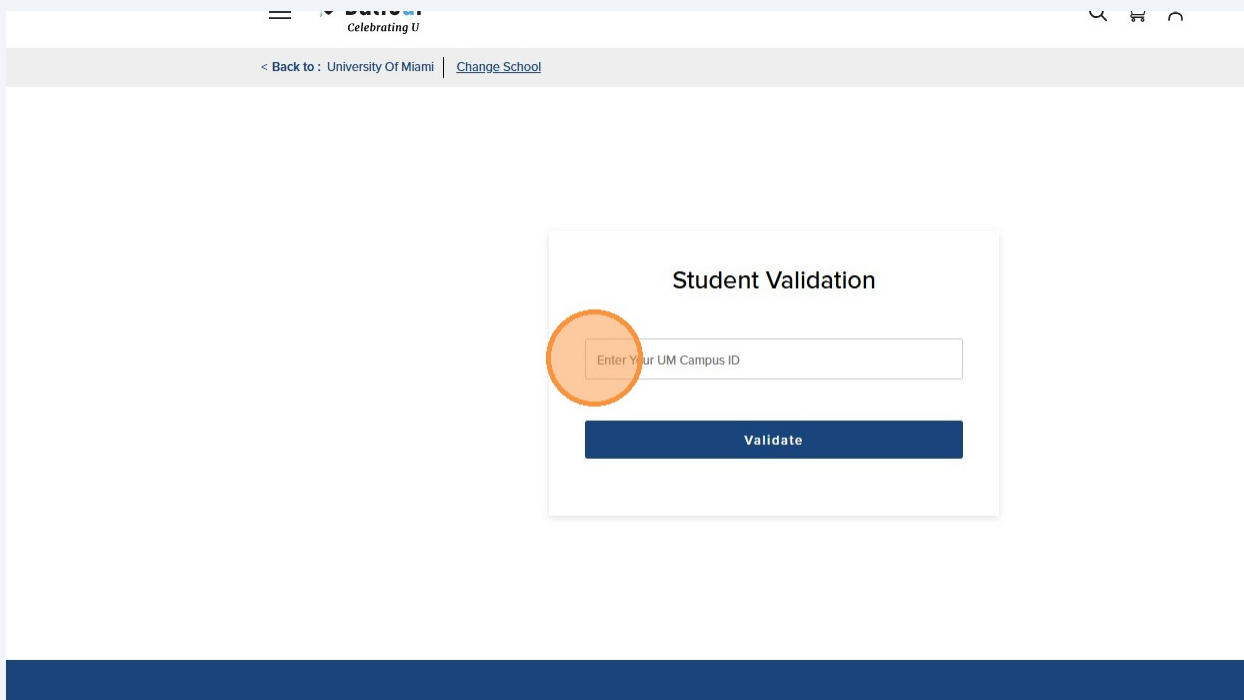 Celebrating U
< Back to : University Of Miami
Change School
Student Validation
Enter Your UM Campus ID
Validate